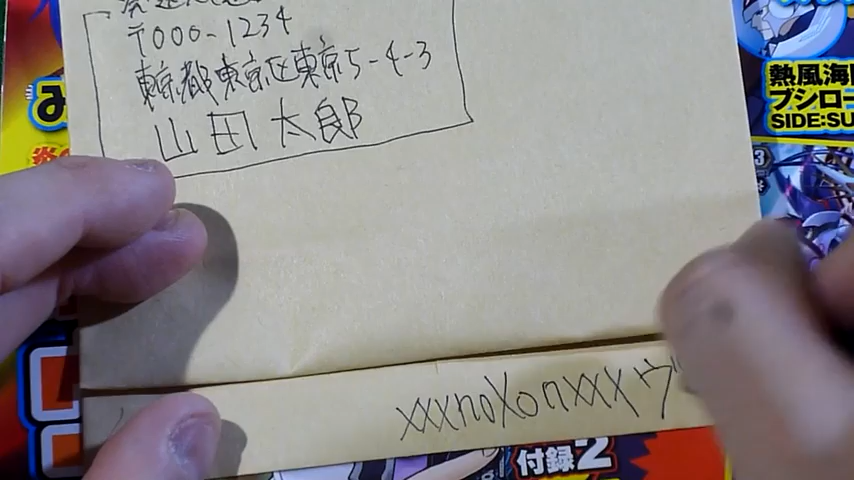 〒000-1234
東京都東京区東京5-4-3
山田太郎
xxxnoXonxxxヴ
み
熱風海
ブシロー
SIDE:SU
付録2